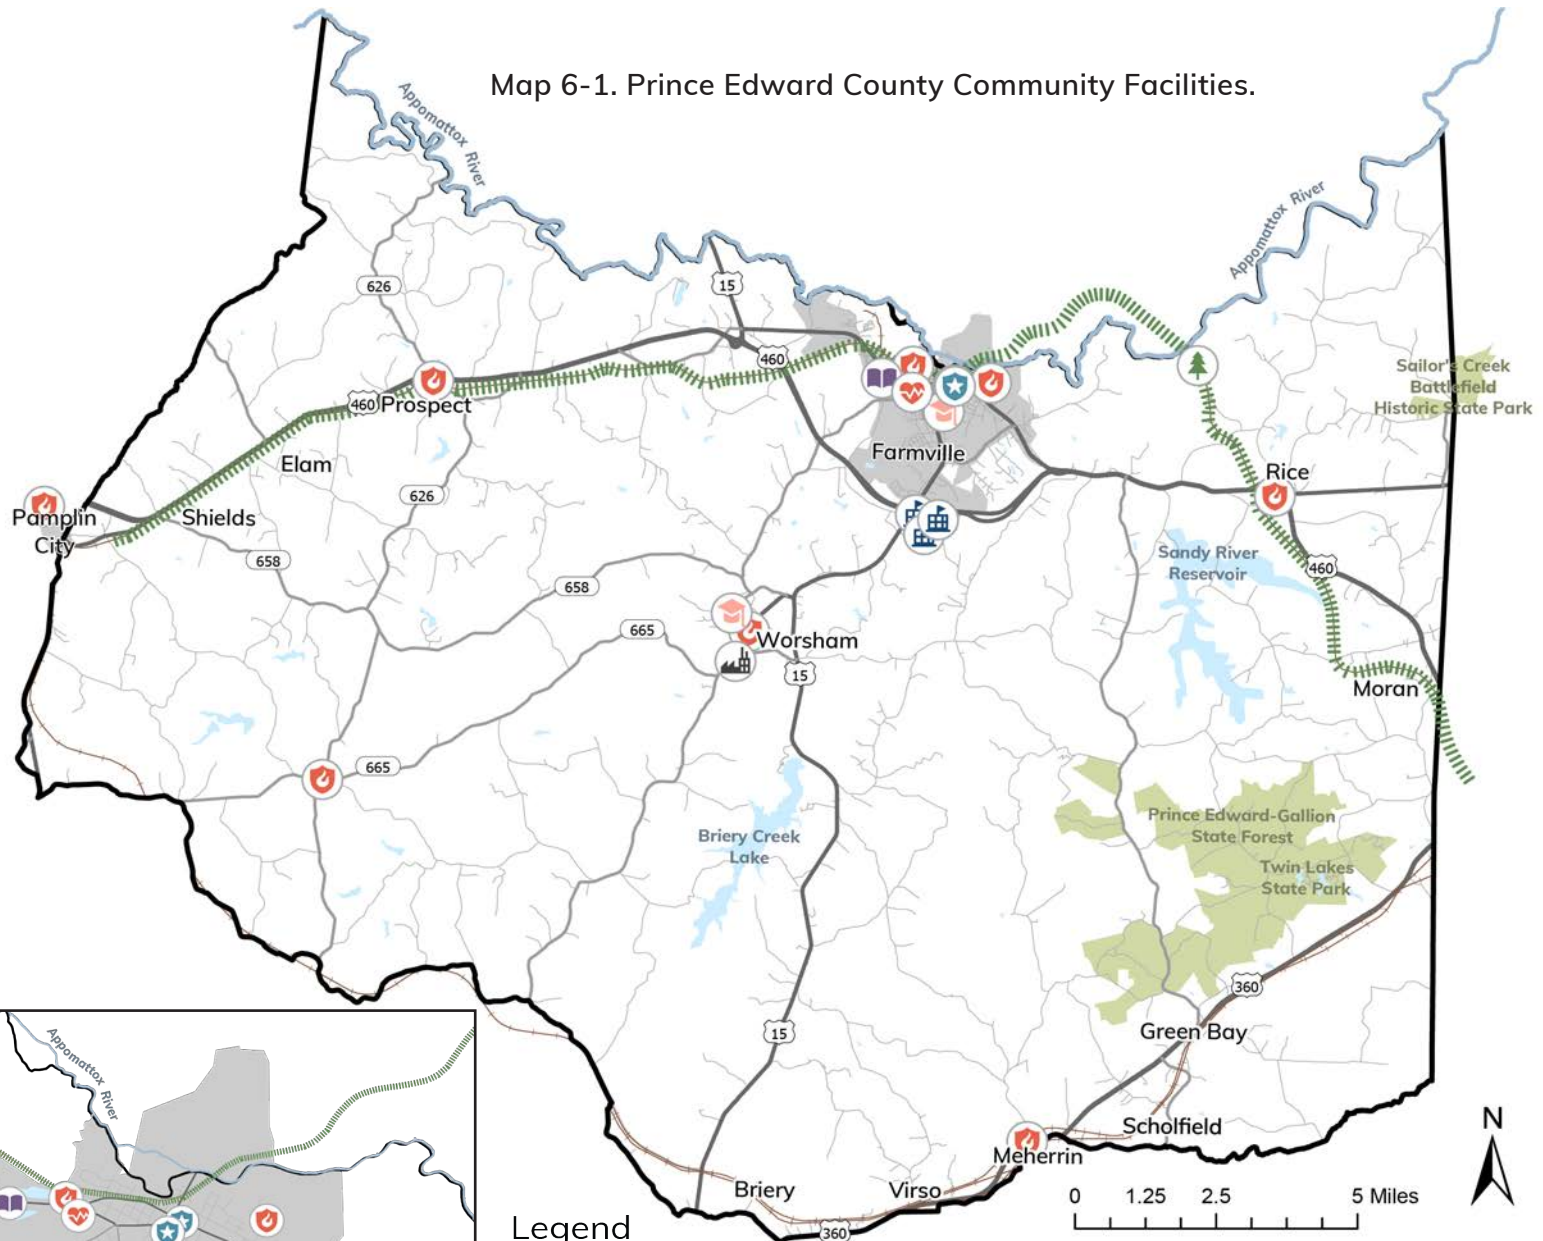 Map 6-1. Prince Edward County Community Facilities.
Appomattox River
Appomattox River
626
15
460
Sailor's Creek
Battlefield
Historic State Park
460
Prospect
Farmville
Elam
Rice
626
Pamplin
City
Shields
658
Sandy River
Reservoir
460
658
665
Worsham
15
Moran
665
Prince Edward-Gallion
State Forest
Briery Creek
Lake
Twin Lakes
State Park
360
15
Green Bay
Appomattox River
Scholfield
N
Meherrin
Briery
Virso
0 1.25 2.5 5 Miles
360
Legend